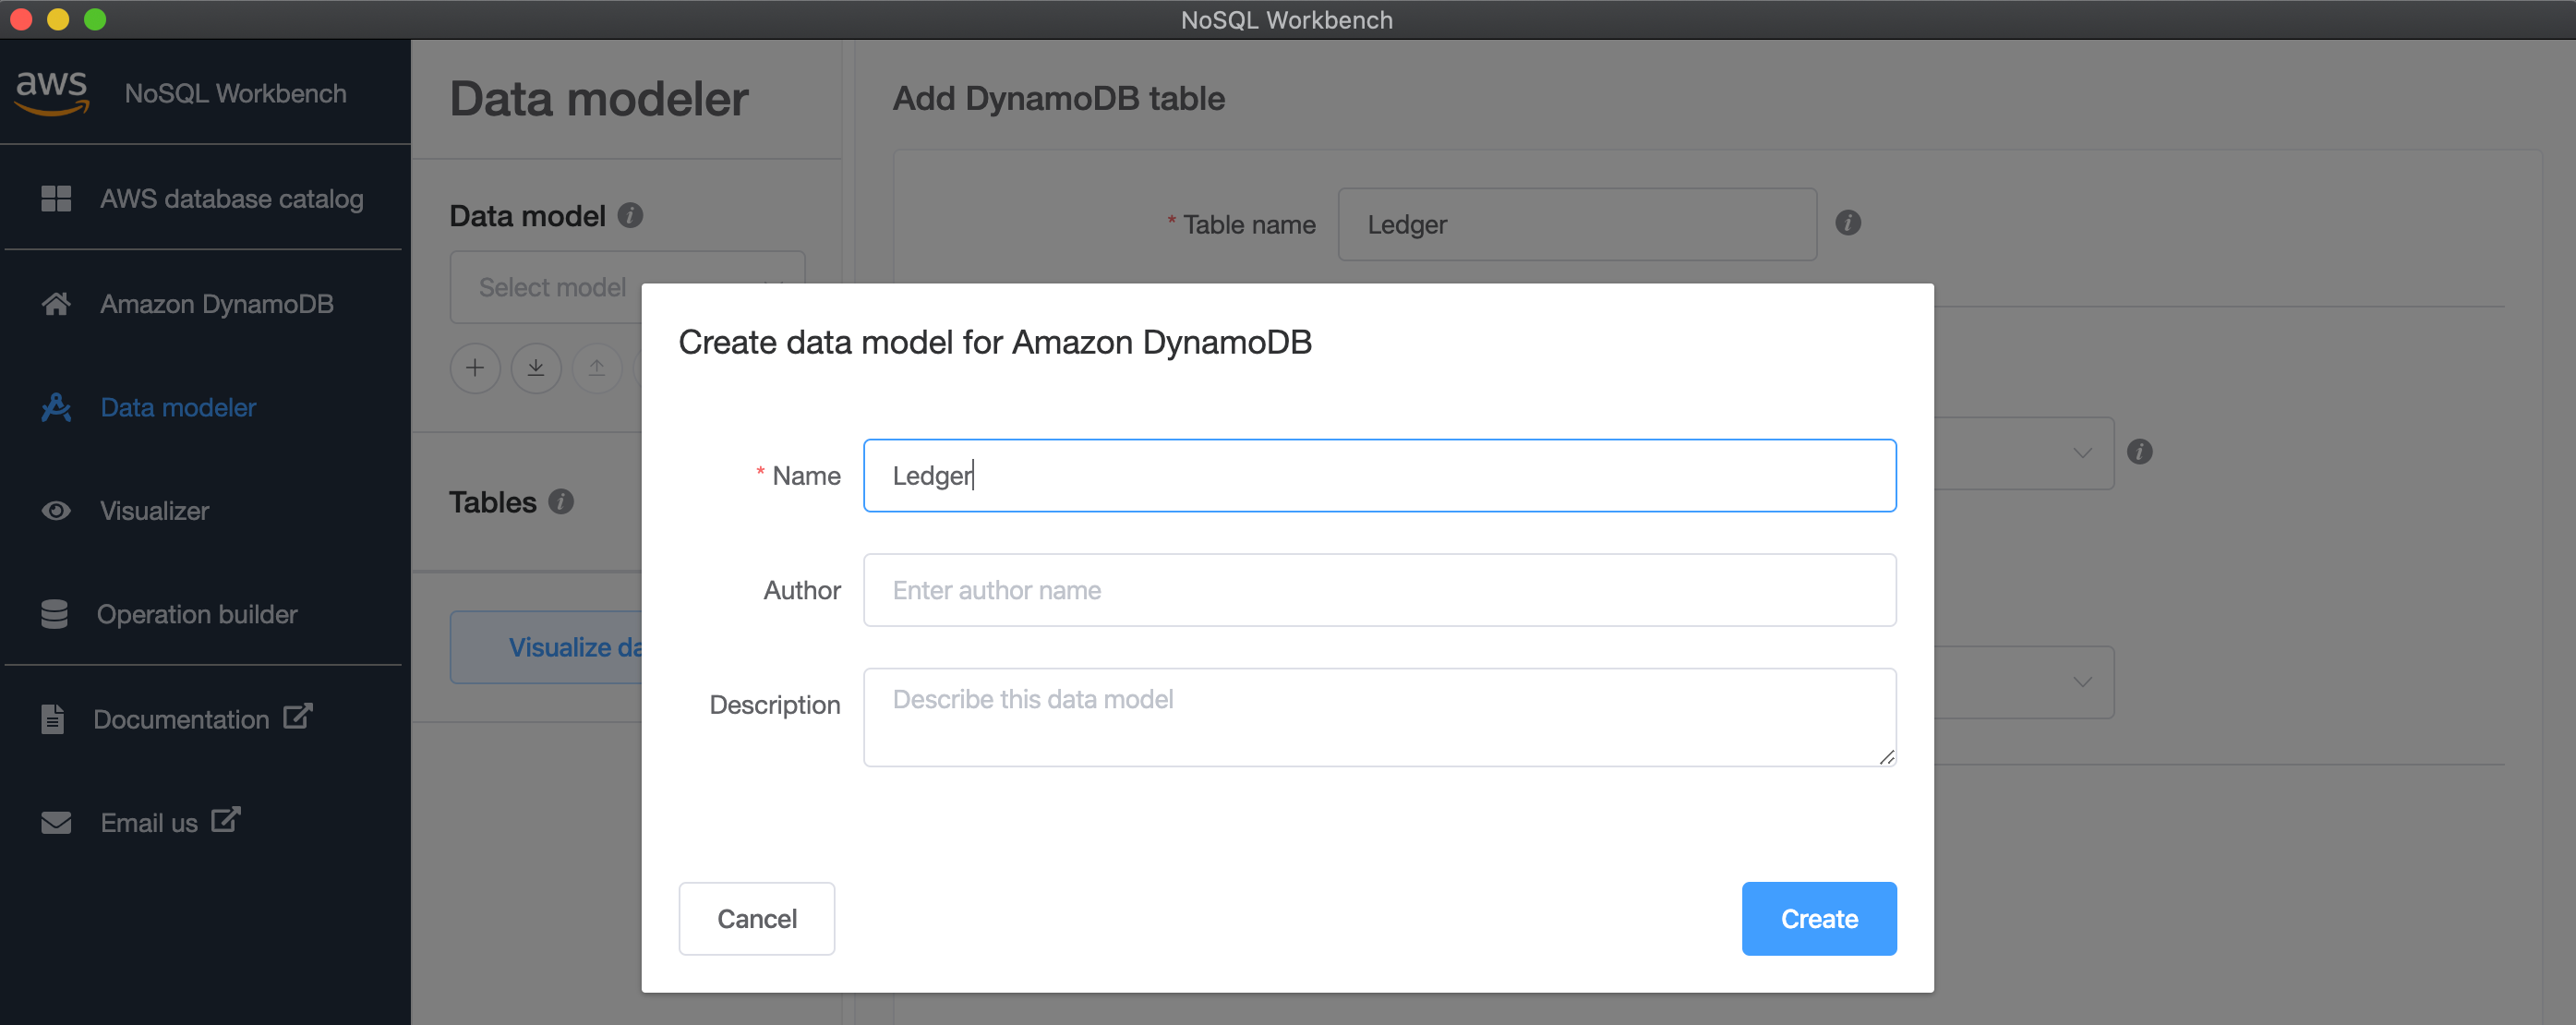 NoSQL Workbench
aws
NoSQL Workbench
AWS database catalog
Amazon DynamoDB
Data modeler
Visualizer
Operation builder
Documentation
Email us
Data modeler
Data model
Select model
Tables
Visualize da
Add DynamoDB table
* Table name
Ledger
Create data model for Amazon DynamoDB
* Name
Ledger
Author
Enter author name
Description
Describe this data model
Cancel
Create